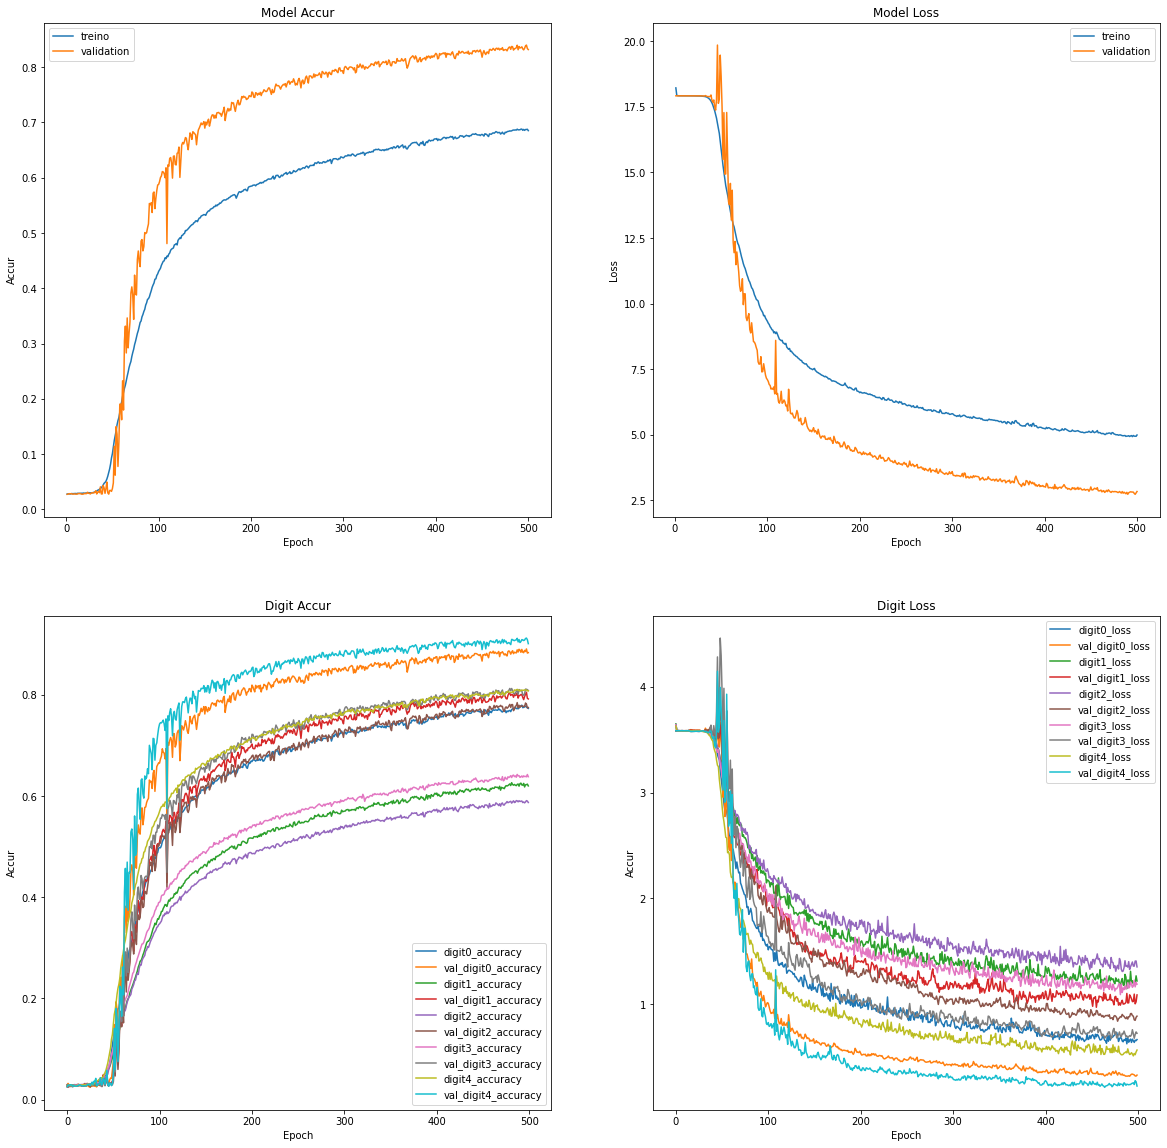 Model Accur
treino
validation
Accur
0.8
0.7
0.6
0.5
0.4
0.3
0.2
0.1
0.0
0
100
200
300
400
500
Epoch
Model Loss
treino
validation
Loss
20.0
17.5
15.0
12.5
10.0
7.5
5.0
2.5
0
100
200
300
400
500
Epoch
Digit Accur
Accur
0.8
0.6
0.4
0.2
0.0
digit0_accuracy
val_digit0_accuracy
digit1_accuracy
val_digit1_accuracy
digit2_accuracy
val_digit2_accuracy
digit3_accuracy
val_digit3_accuracy
digit4_accuracy
val_digit4_accuracy
0
100
200
300
400
500
Epoch
Digit Loss
digit0_loss
val_digit0_loss
digit1_loss
val_digit1_loss
digit2_loss
val_digit2_loss
digit3_loss
val_digit3_loss
digit4_loss
val_digit4_loss
Accur
4
3
2
1
0
100
200
300
400
500
Epoch